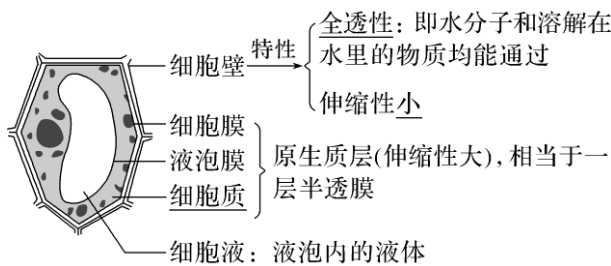 全透性：即水分子和溶解在
水里的物质均能通过
细胞壁 特性
伸缩性小
细胞膜
液泡膜
细胞质
原生质层(伸缩性大)，相当于一
层半透膜
细胞液：液泡内的液体